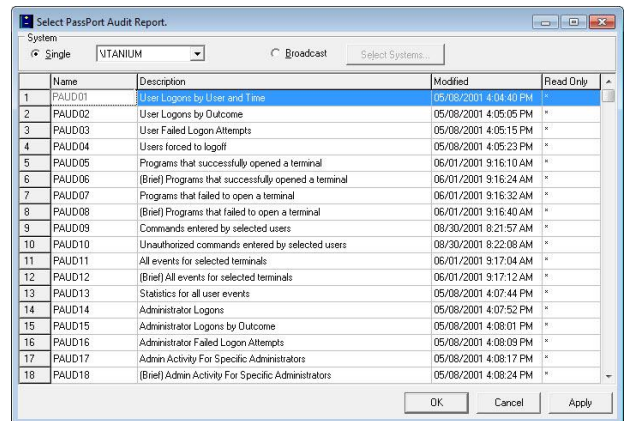 Select PassPort Audit Report.
System
Single \ITANIUM Broadcast Select Systems...
Name Description Modified Read Only
1 PAUD01 User Logons by User and Time 05/08/2001 4:04:40 PM *
2 PAUD02 User Logons by Outcome 05/08/2001 4:05:05 PM *
3 PAUD03 User Failed Logon Attempts 05/08/2001 4:05:15 PM *
4 PAUD04 Users forced to logoff 05/08/2001 4:05:23 PM *
5 PAUD05 Programs that successfully opened a terminal 06/01/2001 9:16:10 AM *
6 PAUD06 (Brief) Programs that successfully opened a terminal 06/01/2001 9:16:24 AM *
7 PAUD07 Programs that failed to open a terminal 06/01/2001 9:16:32 AM *
8 PAUD08 (Brief) Programs that failed to open a terminal 06/01/2001 9:16:40 AM *
9 PAUD09 Commands entered by selected users 08/30/2001 8:21:57 AM *
10 PAUD10 Unauthorized commands entered by selected users 08/30/2001 8:22:08 AM *
11 PAUD11 All events for selected terminals 06/01/2001 9:17:04 AM *
12 PAUD12 (Brief) All events for selected terminals 06/01/2001 9:17:12 AM *
13 PAUD13 Statistics for all user events 05/08/2001 4:07:44 PM *
14 PAUD14 Administrator Logons 05/08/2001 4:07:52 PM *
15 PAUD15 Administrator Logons by Outcome 05/08/2001 4:08:01 PM *
16 PAUD16 Administrator Failed Logon Attempts 05/08/2001 4:08:09 PM *
17 PAUD17 Admin Activity For Specific Administrators 05/08/2001 4:08:17 PM *
18 PAUD18 (Brief) Admin Activity For Specific Administrators 05/08/2001 4:08:24 PM *
OK Cancel Apply